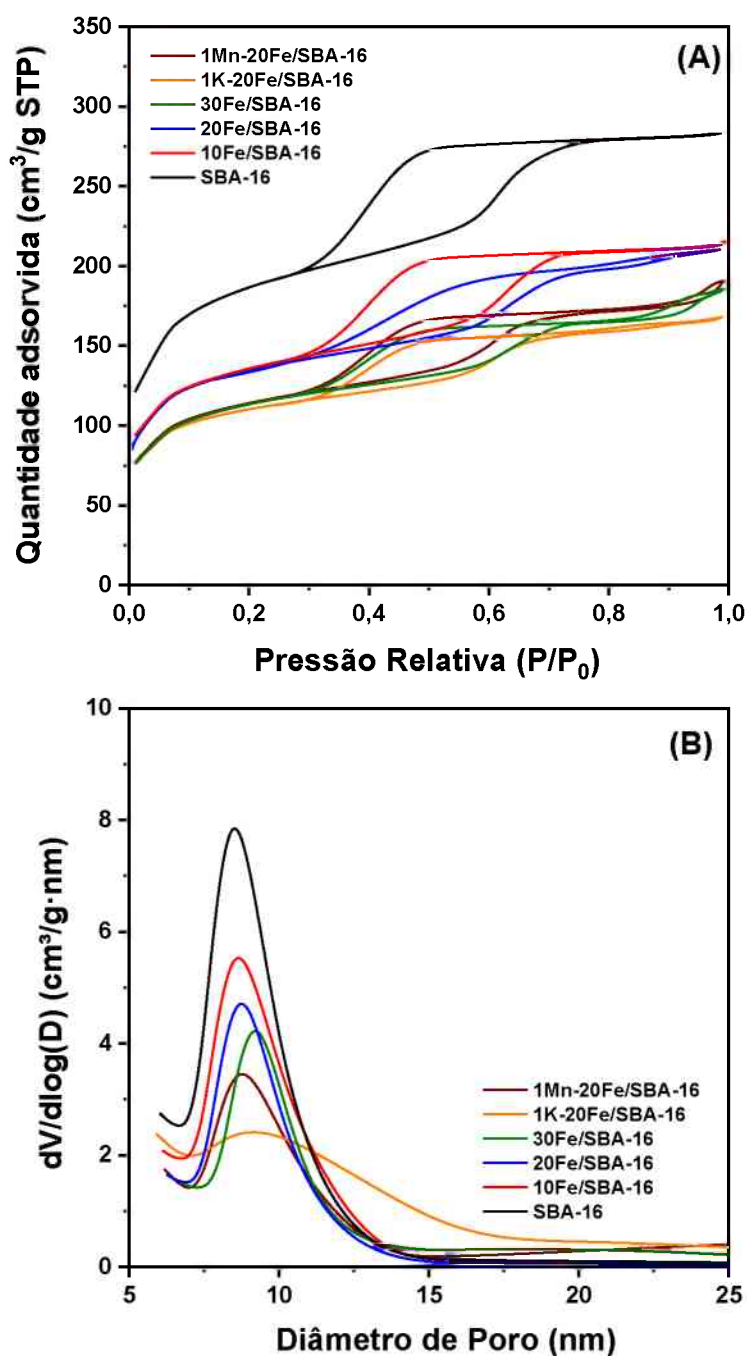 (A)
1Mn-20Fe/SBA-16
1K-20Fe/SBA-16
30Fe/SBA-16
20Fe/SBA-16
10Fe/SBA-16
SBA-16
Quantidade adsorvida (cm³/g STP)
350
300
250
200
150
100
50
0
0,0
0,2
0,4
0,6
0,8
1,0
Pressão Relativa (P/P₀)
(B)
dV/dlog(D) (cm³/g·nm)
10
8
6
4
2
0
1Mn-20Fe/SBA-16
1K-20Fe/SBA-16
30Fe/SBA-16
20Fe/SBA-16
10Fe/SBA-16
SBA-16
5
10
15
20
25
Diâmetro de Poro (nm)